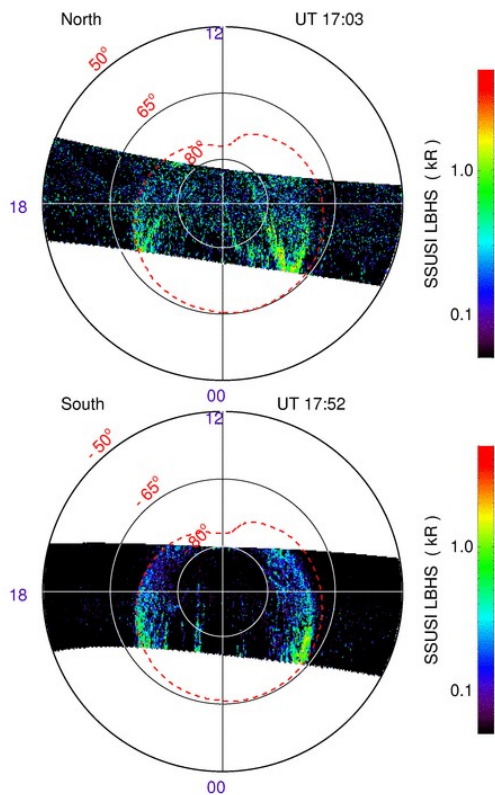 North
UT 17:03
12
50°
65°
80°
18
00
SSUSI LBHS ( kR )
1.0
0.1
South
UT 17:52
12
- 50°
- 65°
- 80°
18
00
SSUSI LBHS ( kR )
1.0
0.1